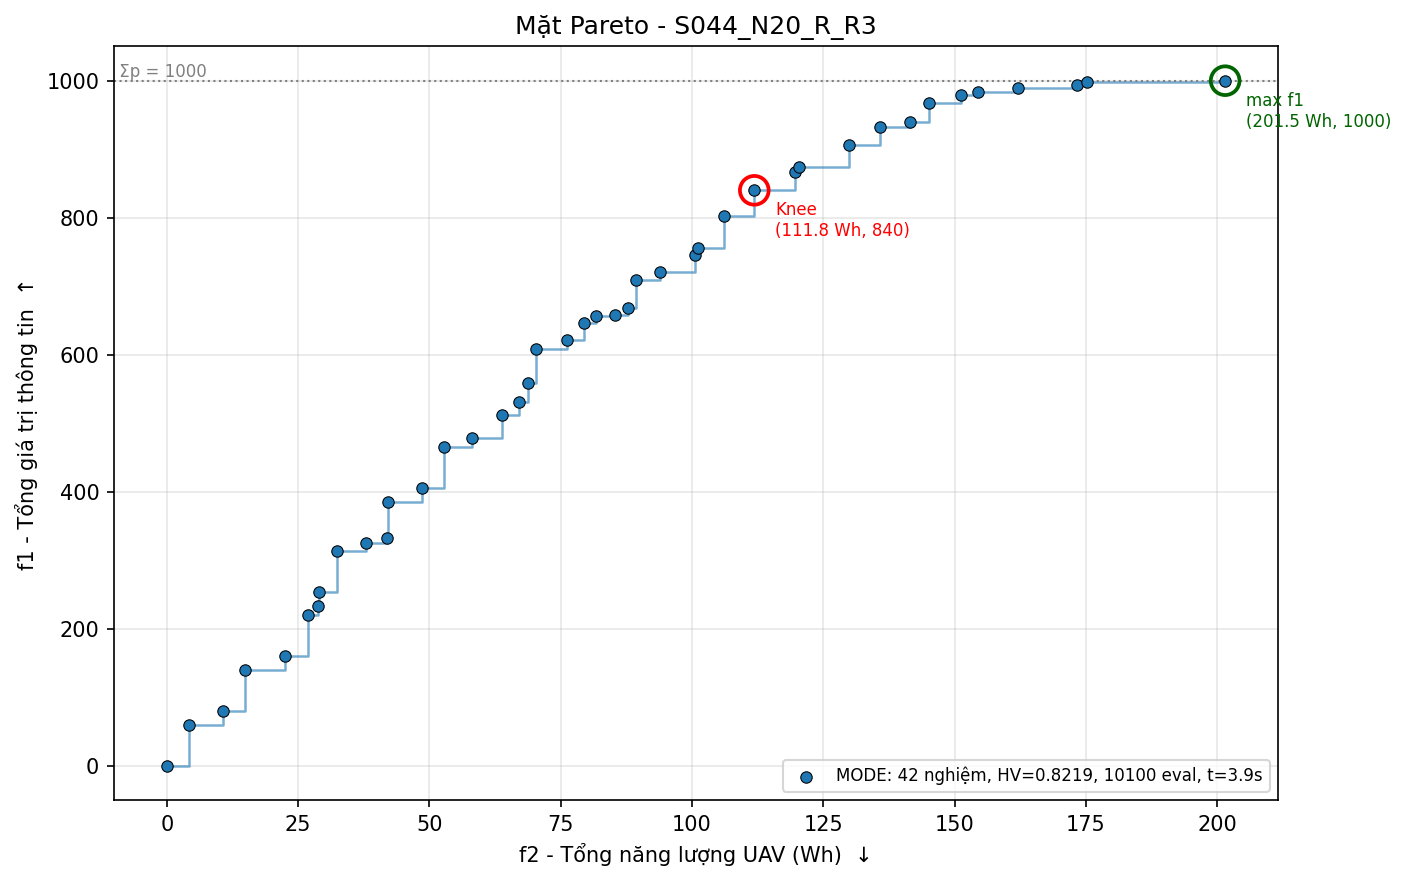 Mặt Pareto - S044_N20_R_R3
Σp = 1000
max f1
(201.5 Wh, 1000)
Knee
(111.8 Wh, 840)
f1 - Tổng giá trị thông tin ↑
1000
800
600
400
200
0
MODE: 42 nghiệm, HV=0.8219, 10100 eval, t=3.9s
0 25 50 75 100 125 150 175 200
f2 - Tổng năng lượng UAV (Wh) ↓